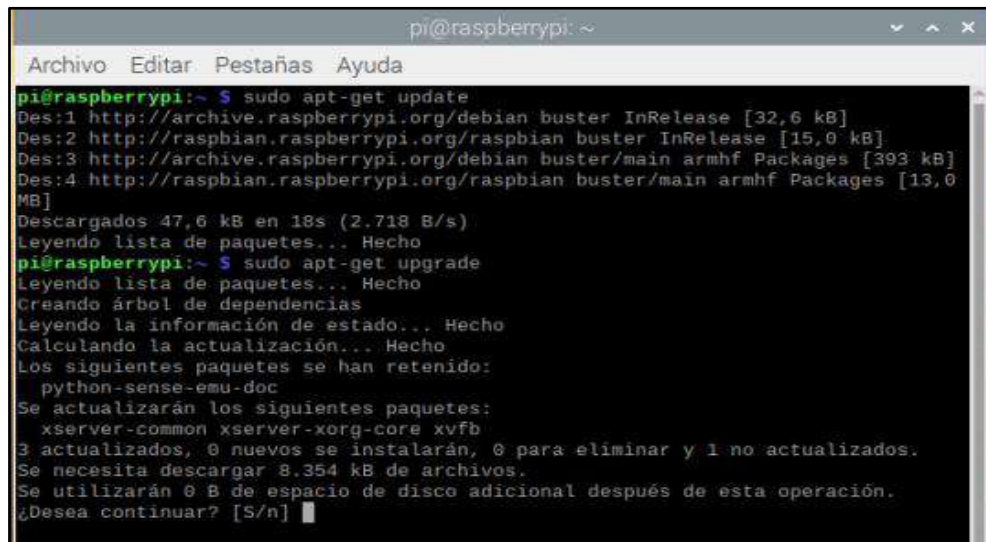 pi@raspberrypi: ~
Archivo Editar Pestañas Ayuda
pi@raspberrypi:~ $ sudo apt-get update
Des:1 http://archive.raspberrypi.org/debian buster InRelease [32,6 kB]
Des:2 http://raspbian.raspberrypi.org/raspbian buster InRelease [15,0 kB]
Des:3 http://archive.raspberrypi.org/debian buster/main armhf Packages [393 kB]
Des:4 http://raspbian.raspberrypi.org/raspbian buster/main armhf Packages [13,0
MB]
Descargados 47,6 kB en 18s (2.718 B/s)
Leyendo lista de paquetes... Hecho
pi@raspberrypi:~ $ sudo apt-get upgrade
Leyendo lista de paquetes... Hecho
Creando árbol de dependencias
Leyendo la información de estado... Hecho
Calculando la actualización... Hecho
Los siguientes paquetes se han retenido:
python-sense-emu-doc
Se actualizarán los siguientes paquetes:
xserver-common xserver-xorg-core xvfb
3 actualizados, 0 nuevos se instalarán, 0 para eliminar y 1 no actualizados.
Se necesita descargar 8.354 kB de archivos.
Se utilizarán 0 B de espacio de disco adicional después de esta operación.
¿Desea continuar? [S/n]